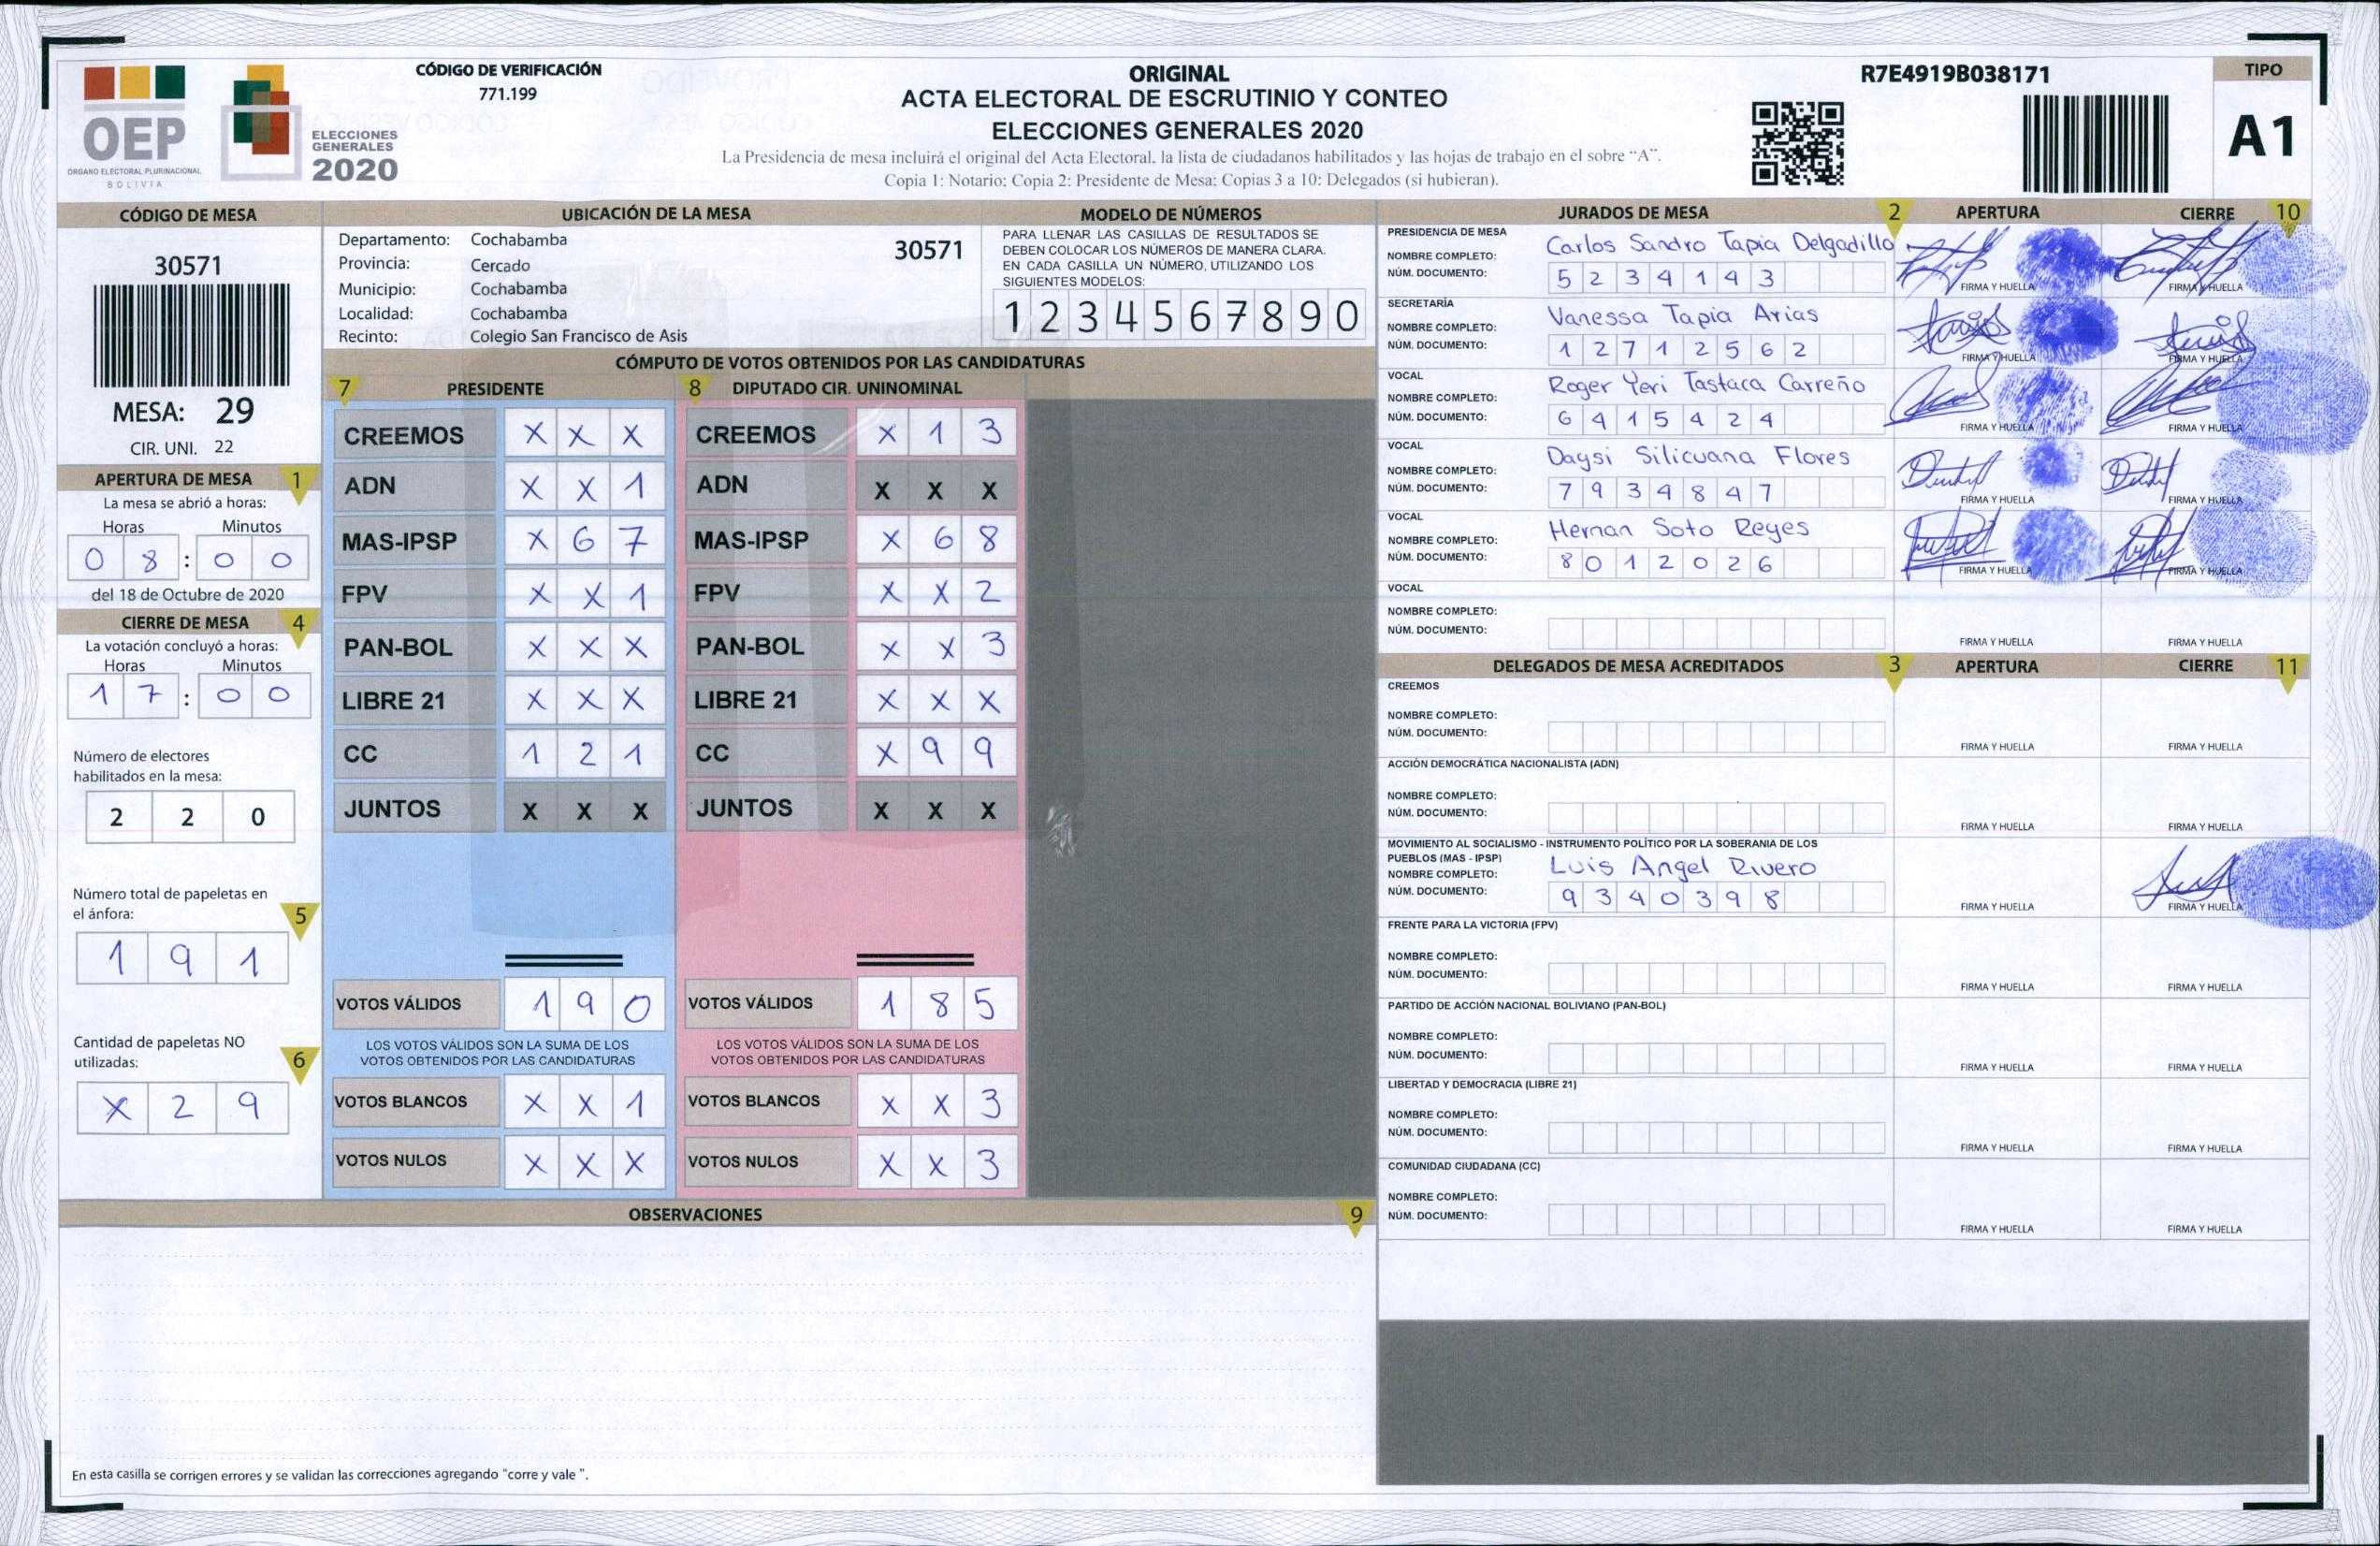 OEP
ÓRGANO ELECTORAL PLURINACIONAL
BOLIVIA
ELECCIONES
GENERALES
2020
CÓDIGO DE VERIFICACIÓN
771.199
ORIGINAL
ACTA ELECTORAL DE ESCRUTINIO Y CONTEO
ELECCIONES GENERALES 2020
La Presidencia de mesa incluirá el original del Acta Electoral, la lista de ciudadanos habilitados y las hojas de trabajo en el sobre “A”.
Copia 1: Notario; Copia 2: Presidente de Mesa; Copias 3 a 10: Delegados (si hubieran).
R7E4919B038171
TIPO
A1
CÓDIGO DE MESA
30571
MESA: 29
CIR. UNI. 22
APERTURA DE MESA 1
La mesa se abrió a horas:
Horas Minutos
0 8 : 0 0
del 18 de Octubre de 2020
CIERRE DE MESA 4
La votación concluyó a horas:
Horas Minutos
1 7 : 0 0
Número de electores
habilitados en la mesa:
2 2 0
Número total de papeletas en
el ánfora: 5
1 9 1
Cantidad de papeletas NO
utilizadas: 6
X 2 9
UBICACIÓN DE LA MESA
Departamento: Cochabamba 30571
Provincia: Cercado
Municipio: Cochabamba
Localidad: Cochabamba
Recinto: Colegio San Francisco de Asis
MODELO DE NÚMEROS
PARA LLENAR LAS CASILLAS DE RESULTADOS SE
DEBEN COLOCAR LOS NÚMEROS DE MANERA CLARA.
EN CADA CASILLA UN NÚMERO, UTILIZANDO LOS
SIGUIENTES MODELOS:
1 2 3 4 5 6 7 8 9 0
CÓMPUTO DE VOTOS OBTENIDOS POR LAS CANDIDATURAS
7 PRESIDENTE 8 DIPUTADO CIR. UNINOMINAL
CREEMOS X X X CREEMOS X 1 3
ADN X X 1 ADN X X X
MAS-IPSP X 6 7 MAS-IPSP X 6 8
FPV X X 1 FPV X X 2
PAN-BOL X X X PAN-BOL X X 3
LIBRE 21 X X X LIBRE 21 X X X
CC 1 2 1 CC X 9 9
JUNTOS X X X JUNTOS X X X
VOTOS VÁLIDOS 1 9 0 VOTOS VÁLIDOS 1 8 5
LOS VOTOS VÁLIDOS SON LA SUMA DE LOS LOS VOTOS VÁLIDOS SON LA SUMA DE LOS
VOTOS OBTENIDOS POR LAS CANDIDATURAS VOTOS OBTENIDOS POR LAS CANDIDATURAS
VOTOS BLANCOS X X 1 VOTOS BLANCOS X X 3
VOTOS NULOS X X X VOTOS NULOS X X 3
OBSERVACIONES 9
En esta casilla se corrigen errores y se validan las correcciones agregando "corre y vale ".
JURADOS DE MESA 2 APERTURA CIERRE 10
PRESIDENCIA DE MESA
NOMBRE COMPLETO: Carlos Sandro Tapia Delgadillo
NÚM. DOCUMENTO: 5 2 3 4 1 4 3 FIRMA Y HUELLA FIRMA Y HUELLA
SECRETARÍA
NOMBRE COMPLETO: Vanessa Tapia Arias
NÚM. DOCUMENTO: 1 2 7 1 2 5 6 2 FIRMA Y HUELLA FIRMA Y HUELLA
VOCAL
NOMBRE COMPLETO: Roger Yeri Tastaca Carreño
NÚM. DOCUMENTO: 6 4 1 5 4 2 4 FIRMA Y HUELLA FIRMA Y HUELLA
VOCAL
NOMBRE COMPLETO: Daysi Silicuana Flores
NÚM. DOCUMENTO: 7 9 3 4 8 4 7 FIRMA Y HUELLA FIRMA Y HUELLA
VOCAL
NOMBRE COMPLETO: Hernan Soto Reyes
NÚM. DOCUMENTO: 8 0 1 2 0 2 6 FIRMA Y HUELLA FIRMA Y HUELLA
VOCAL
NOMBRE COMPLETO:
NÚM. DOCUMENTO: FIRMA Y HUELLA FIRMA Y HUELLA
DELEGADOS DE MESA ACREDITADOS 3 APERTURA CIERRE 11
CREEMOS
NOMBRE COMPLETO:
NÚM. DOCUMENTO: FIRMA Y HUELLA FIRMA Y HUELLA
ACCIÓN DEMOCRÁTICA NACIONALISTA (ADN)
NOMBRE COMPLETO:
NÚM. DOCUMENTO: FIRMA Y HUELLA FIRMA Y HUELLA
MOVIMIENTO AL SOCIALISMO - INSTRUMENTO POLÍTICO POR LA SOBERANIA DE LOS
PUEBLOS (MAS - IPSP)
NOMBRE COMPLETO: Luis Angel Rivero
NÚM. DOCUMENTO: 9 3 4 0 3 9 8 FIRMA Y HUELLA FIRMA Y HUELLA
FRENTE PARA LA VICTORIA (FPV)
NOMBRE COMPLETO:
NÚM. DOCUMENTO: FIRMA Y HUELLA FIRMA Y HUELLA
PARTIDO DE ACCIÓN NACIONAL BOLIVIANO (PAN-BOL)
NOMBRE COMPLETO:
NÚM. DOCUMENTO: FIRMA Y HUELLA FIRMA Y HUELLA
LIBERTAD Y DEMOCRACIA (LIBRE 21)
NOMBRE COMPLETO:
NÚM. DOCUMENTO: FIRMA Y HUELLA FIRMA Y HUELLA
COMUNIDAD CIUDADANA (CC)
NOMBRE COMPLETO:
NÚM. DOCUMENTO: FIRMA Y HUELLA FIRMA Y HUELLA